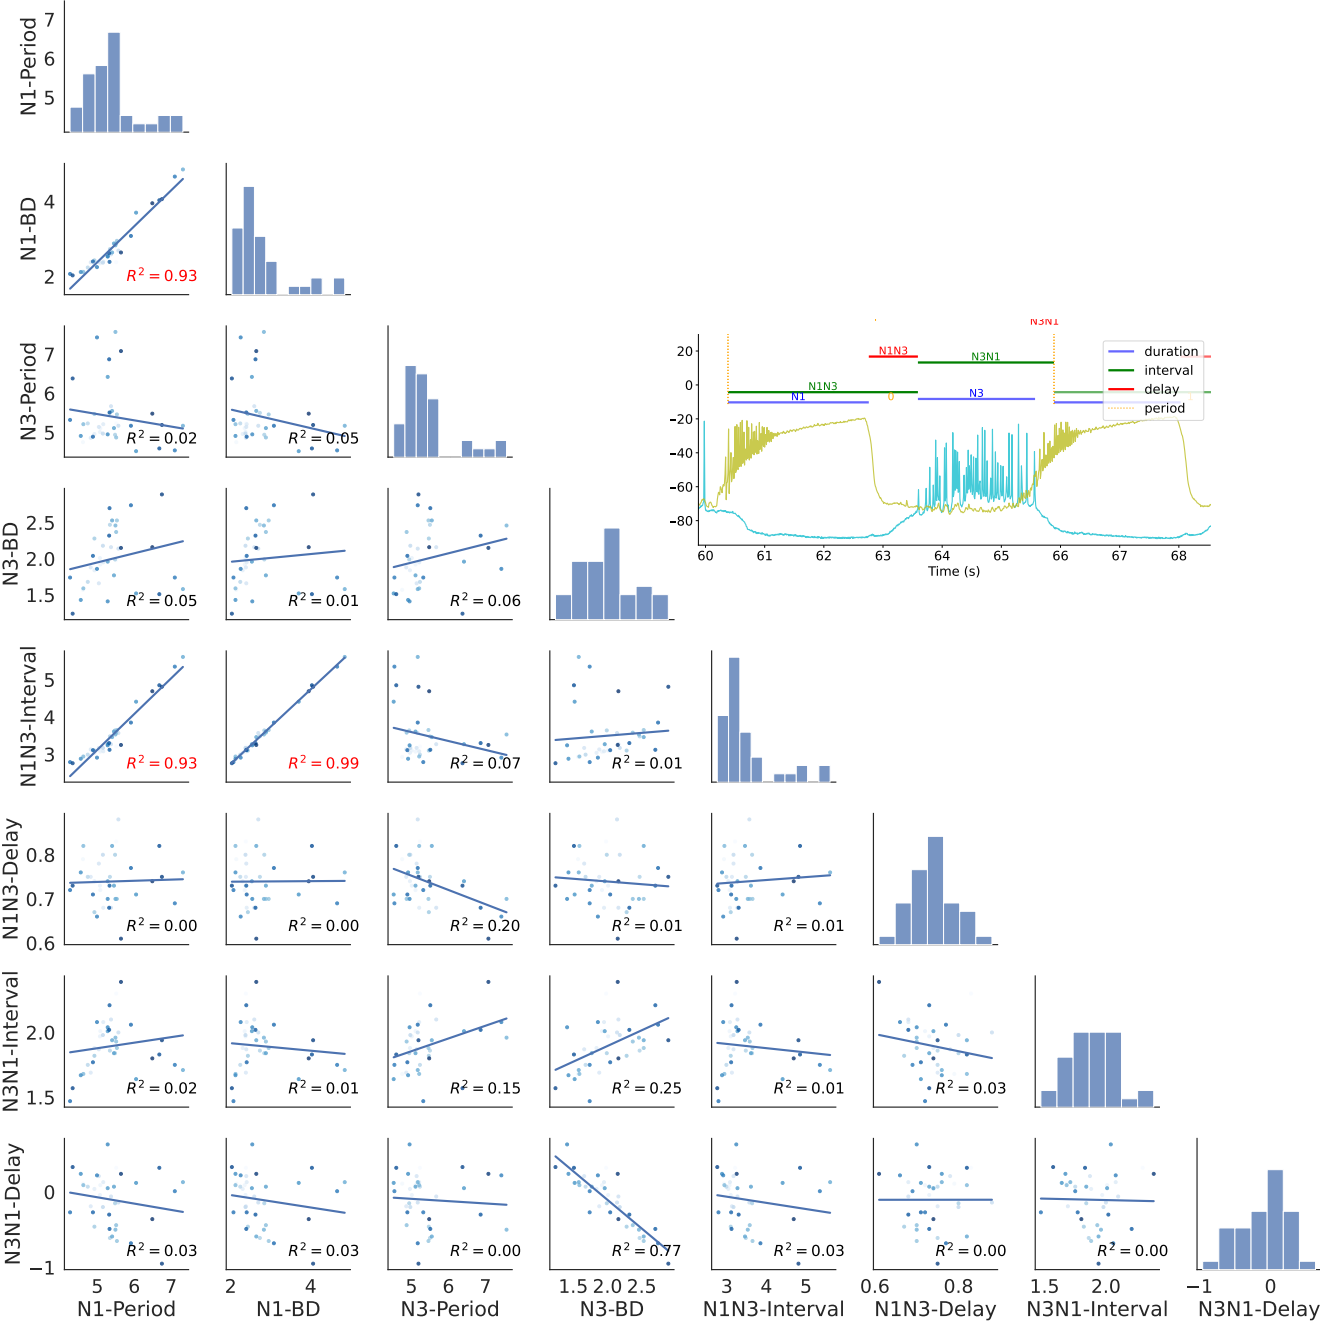 7
6
5
N1-Period
4
2
N1-BD
R² = 0.93
7
6
5
N3-Period
R² = 0.02
R² = 0.05
N3N1
20
0
−20
−40
−60
−80
N1N3
N3N1
N1N3
N1
0
N3
duration
interval
delay
period
60 61 62 63 64 65 66 67 68
Time (s)
2.5
2.0
1.5
N3-BD
R² = 0.05
R² = 0.01
R² = 0.06
5
4
3
N1N3-Interval
R² = 0.93
R² = 0.99
R² = 0.07
R² = 0.01
0.8
0.7
0.6
N1N3-Delay
R² = 0.00
R² = 0.00
R² = 0.20
R² = 0.01
R² = 0.01
2.0
1.5
N3N1-Interval
R² = 0.02
R² = 0.01
R² = 0.15
R² = 0.25
R² = 0.01
R² = 0.03
0
−1
N3N1-Delay
R² = 0.03
R² = 0.03
R² = 0.00
R² = 0.77
R² = 0.03
R² = 0.00
R² = 0.00
5 6 7
2 4
5 6 7
1.5 2.0 2.5
3 4 5
0.6 0.8
1.5 2.0
−1 0
N1-Period
N1-BD
N3-Period
N3-BD
N1N3-Interval
N1N3-Delay
N3N1-Interval
N3N1-Delay